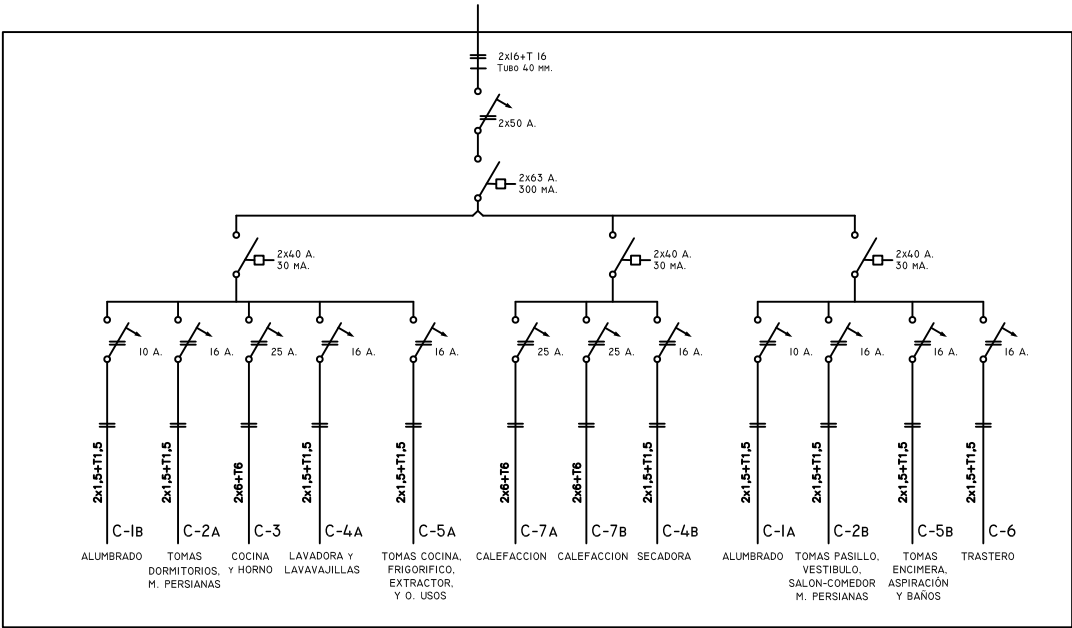 2x16+T 16
TUBO 40 MM.
2x50 A.
2x63 A.
300 MA.
2x40 A.
30 MA.
2x40 A.
30 MA.
2x40 A.
30 MA.
10 A.
16 A.
25 A.
16 A.
16 A.
25 A.
25 A.
16 A.
10 A.
16 A.
16 A.
16 A.
2x1,5+T1,5
2x1,5+T1,5
2x6+T6
2x1,5+T1,5
2x1,5+T1,5
2x6+T6
2x6+T6
2x1,5+T1,5
2x1,5+T1,5
2x1,5+T1,5
2x1,5+T1,5
2x1,5+T1,5
C-1B
ALUMBRADO
C-2A
TOMAS
DORMITORIOS,
M. PERSIANAS
C-3
COCINA
Y HORNO
C-4A
LAVADORA Y
LAVAVAJILLAS
C-5A
TOMAS COCINA,
FRIGORIFICO,
EXTRACTOR,
Y O. USOS
C-7A
CALEFACCION
C-7B
CALEFACCION
C-4B
SECADORA
C-1A
ALUMBRADO
C-2B
TOMAS PASILLO,
VESTIBULO,
SALON-COMEDOR
M. PERSIANAS
C-5B
TOMAS
ENCIMERA,
ASPIRACIÓN
Y BAÑOS
C-6
TRASTERO